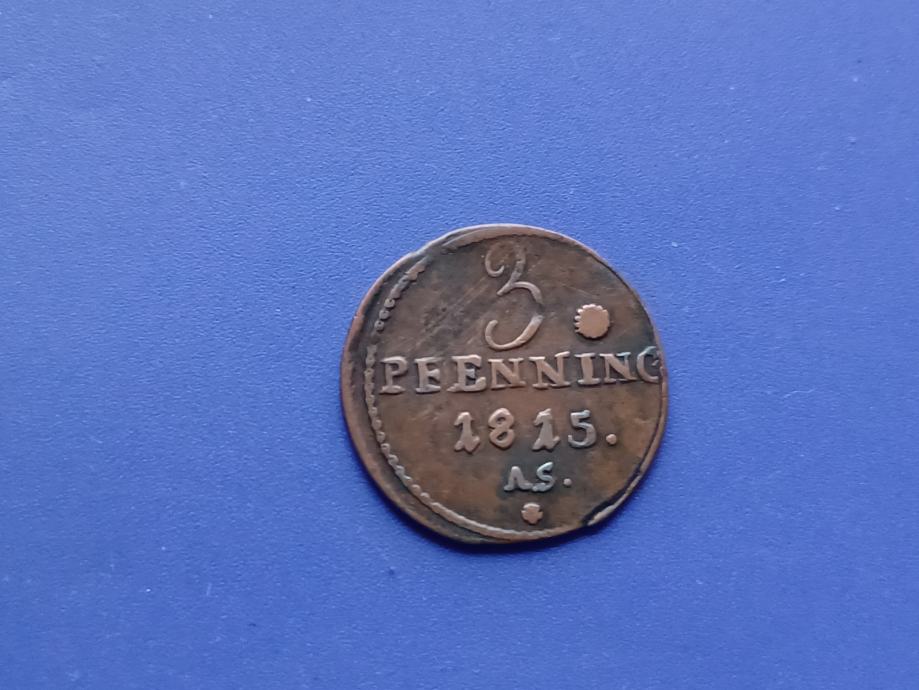 3
PFENNING
1815.
AS.